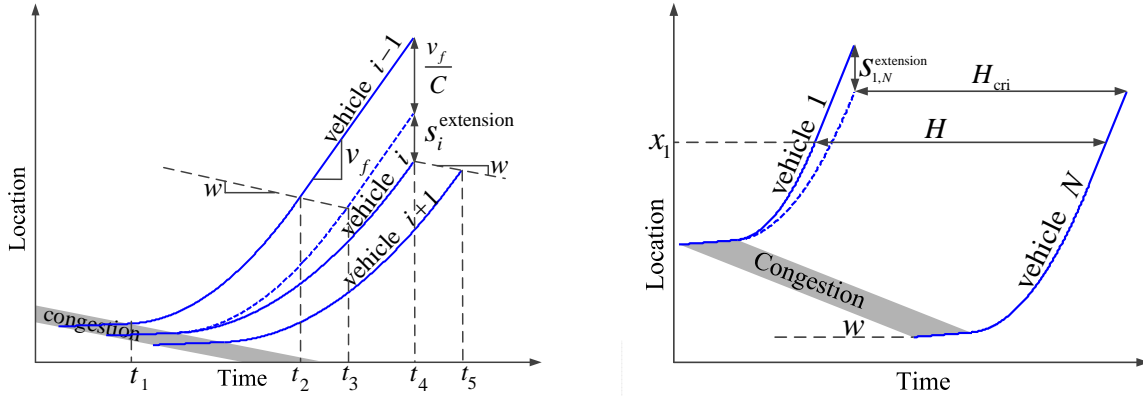 vehicle i−1
v_f
C
s_i^extension
v_f
w
w
vehicle i
vehicle i+1
congestion
Location
t_1
Time
t_2
t_3
t_4
t_5
S_{1,N}^extension
H_cri
x_1
H
vehicle 1
vehicle N
Congestion
w
Location
Time